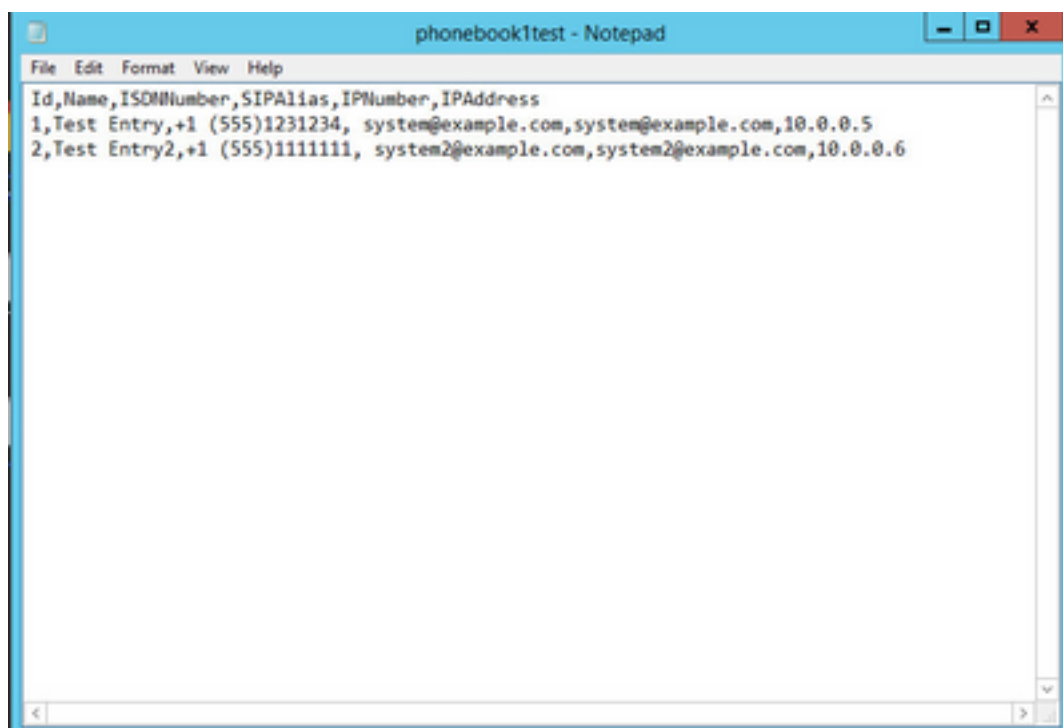 phonebook1test - Notepad
File Edit Format View Help
Id,Name,ISDNNumber,SIPAlias,IPNumber,IPAddress
1,Test Entry,+1 (555)1231234, system@example.com,system@example.com,10.0.0.5
2,Test Entry2,+1 (555)1111111, system2@example.com,system2@example.com,10.0.0.6